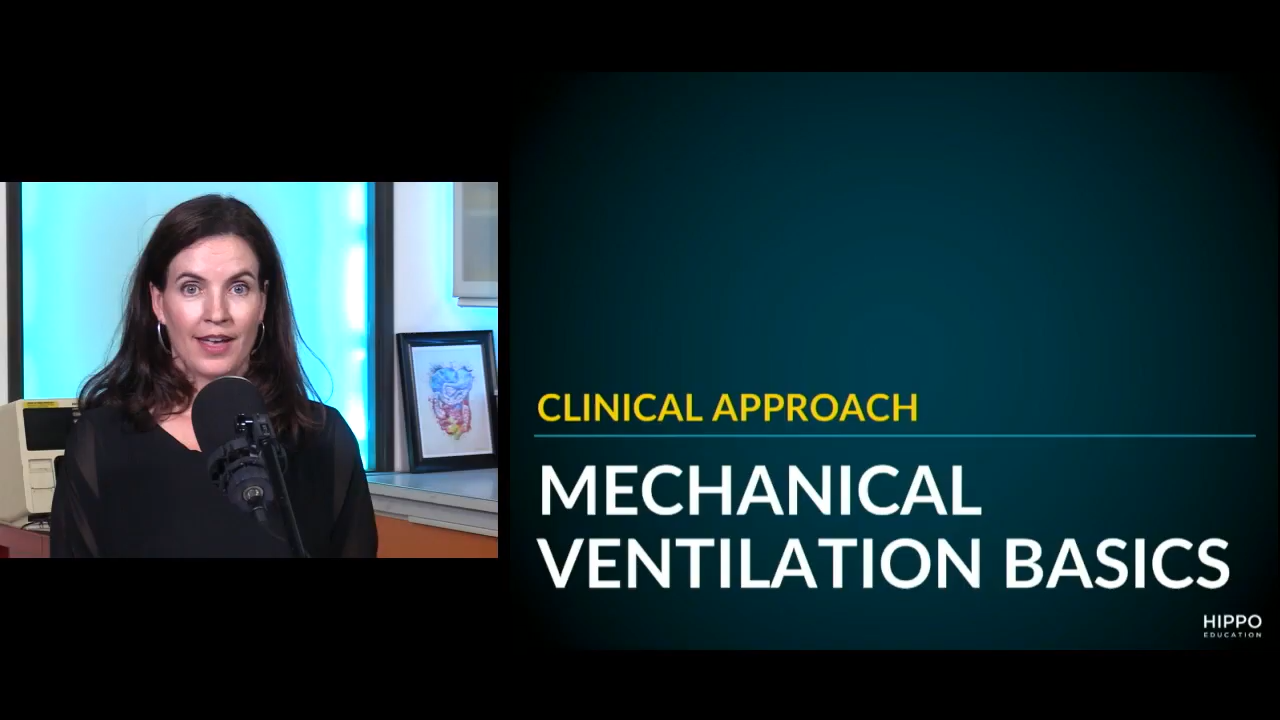 CLINICAL APPROACH
MECHANICAL
VENTILATION BASICS
HIPPO
EDUCATION